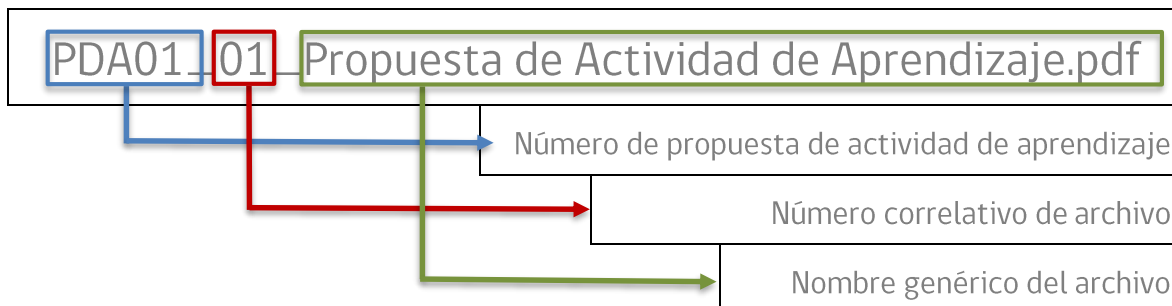 PDA01_01_Propuesta de Actividad de Aprendizaje.pdf
Número de propuesta de actividad de aprendizaje
Número correlativo de archivo
Nombre genérico del archivo